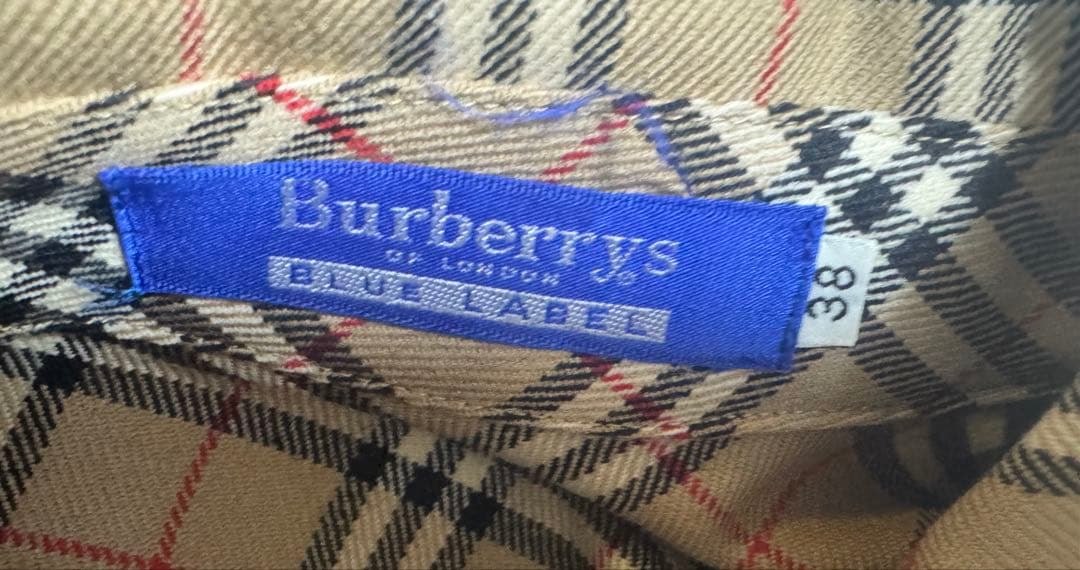 Burberrys
OF LONDON
BLUE LABEL
38